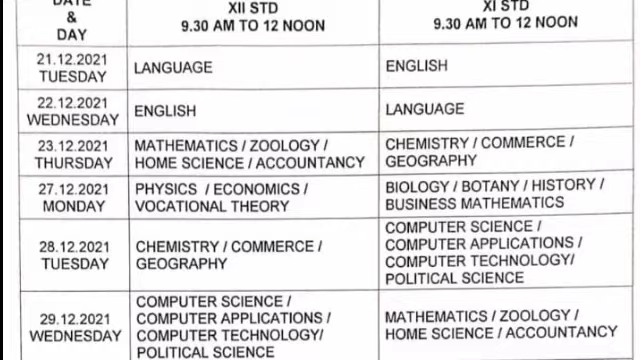 DATE
&
DAY
XII STD
9.30 AM TO 12 NOON
XI STD
9.30 AM TO 12 NOON
21.12.2021
TUESDAY
LANGUAGE
ENGLISH
22.12.2021
WEDNESDAY
ENGLISH
LANGUAGE
23.12.2021
THURSDAY
MATHEMATICS / ZOOLOGY /
HOME SCIENCE / ACCOUNTANCY
CHEMISTRY / COMMERCE /
GEOGRAPHY
27.12.2021
MONDAY
PHYSICS / ECONOMICS /
VOCATIONAL THEORY
BIOLOGY / BOTANY / HISTORY /
BUSINESS MATHEMATICS
28.12.2021
TUESDAY
CHEMISTRY / COMMERCE /
GEOGRAPHY
COMPUTER SCIENCE /
COMPUTER APPLICATIONS /
COMPUTER TECHNOLOGY/
POLITICAL SCIENCE
29.12.2021
WEDNESDAY
COMPUTER SCIENCE /
COMPUTER APPLICATIONS /
COMPUTER TECHNOLOGY/
POLITICAL SCIENCE
MATHEMATICS / ZOOLOGY /
HOME SCIENCE / ACCOUNTANCY